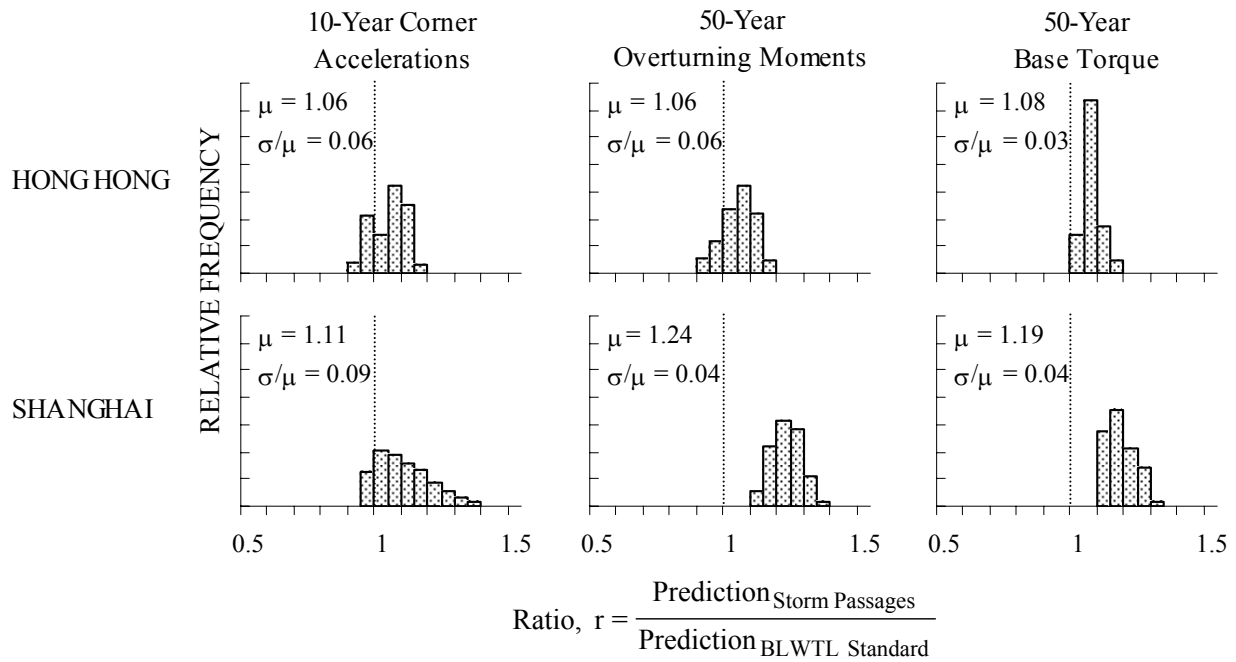 10-Year Corner Accelerations
50-Year Overturning Moments
50-Year Base Torque
HONG HONG
RELATIVE FREQUENCY
μ = 1.06
σ/μ = 0.06
μ = 1.06
σ/μ = 0.06
μ = 1.08
σ/μ = 0.03
SHANGHAI
μ = 1.11
σ/μ = 0.09
μ = 1.24
σ/μ = 0.04
μ = 1.19
σ/μ = 0.04
0.5 1 1.5 0.5 1 1.5 0.5 1 1.5
Ratio, r = Prediction Storm Passages
Prediction BLWTL Standard